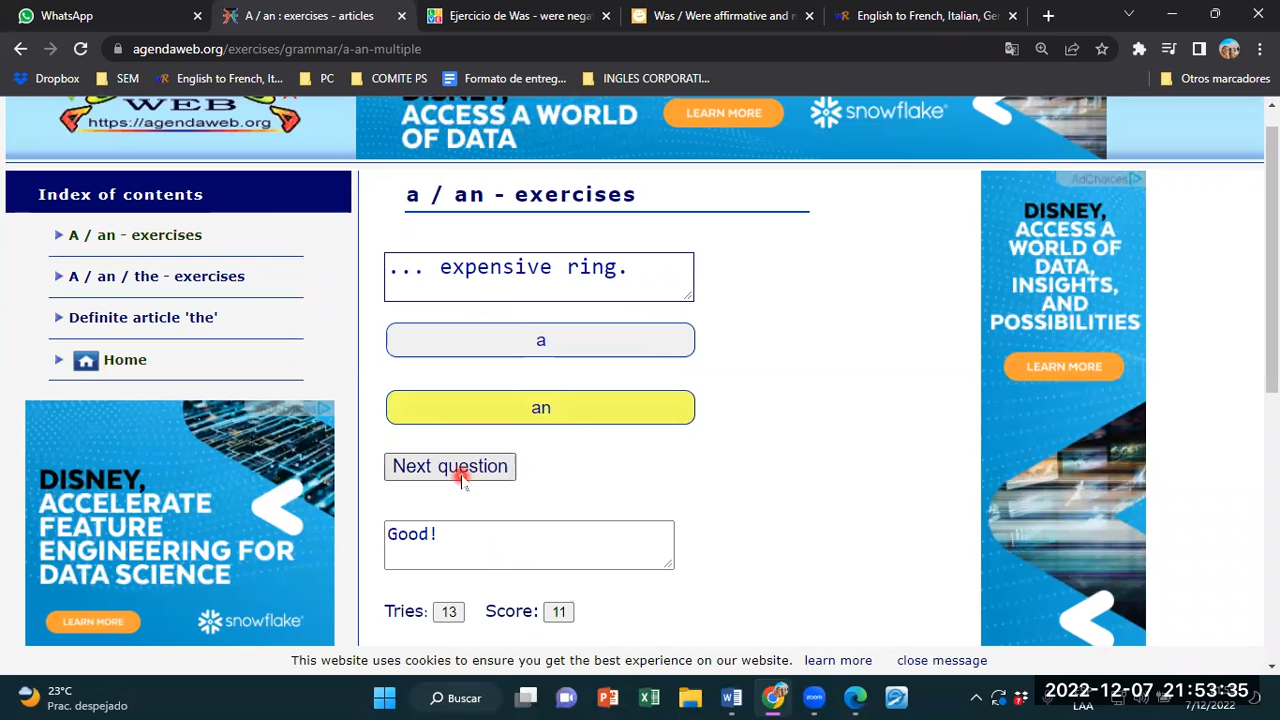 WhatsApp
A / an : exercises - articles
Ejercicio de Was - were nega
Was / Were affirmative and n
English to French, Italian, Ger
agendaweb.org/exercises/grammar/a-an-multiple
Dropbox
SEM
English to French, It...
PC
COMITE PS
Formato de entreg...
INGLES CORPORATI...
Otros marcadores
WEB
https://agendaweb.org
ACCESS A WORLD
OF DATA
LEARN MORE
snowflake
Index of contents
A / an - exercises
A / an / the - exercises
Definite article 'the'
Home
DISNEY,
ACCELERATE
FEATURE
ENGINEERING FOR
DATA SCIENCE
LEARN MORE
snowflake
a / an - exercises
... expensive ring.
a
an
Next question
Good!
Tries: 13 Score: 11
AdChoices
DISNEY,
ACCESS A
WORLD OF
DATA,
INSIGHTS,
AND
POSSIBILITIES
LEARN MORE
This website uses cookies to ensure you get the best experience on our website. learn more close message
23°C
Prac. despejado
Buscar
zoom
2022-12-07 21:53:35
LAA
7/12/2022